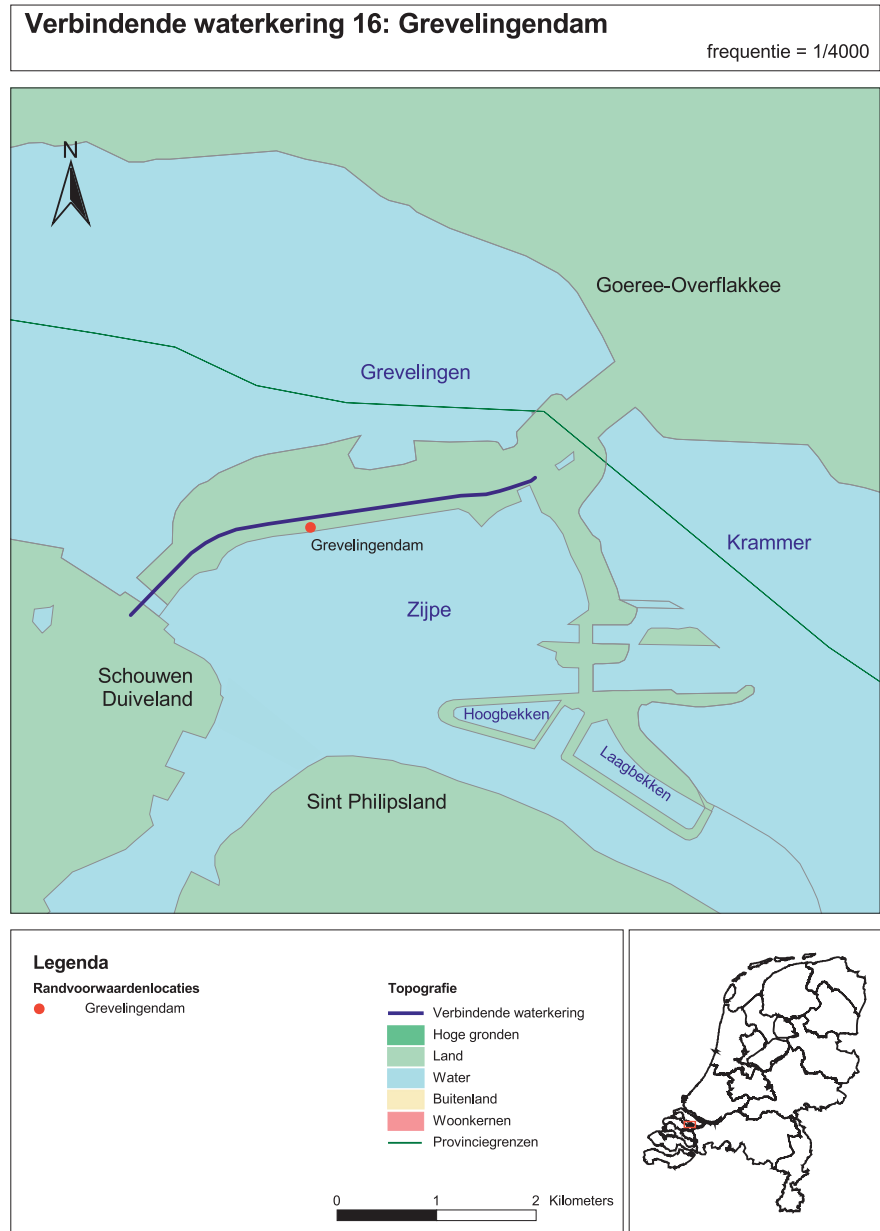 Verbindende waterkering 16: Grevelingendam
frequentie = 1/4000
N
Goeree-Overflakkee
Grevelingen
Krammer
Grevelingendam
Zijpe
Schouwen
Duiveland
Hoogbekken
Laagbekken
Sint Philipsland
Legenda
Randvoorwaardenlocaties
Grevelingendam
Topografie
Verbindende waterkering
Hoge gronden
Land
Water
Buitenland
Woonkernen
Provinciegrenzen
0 1 2 Kilometers